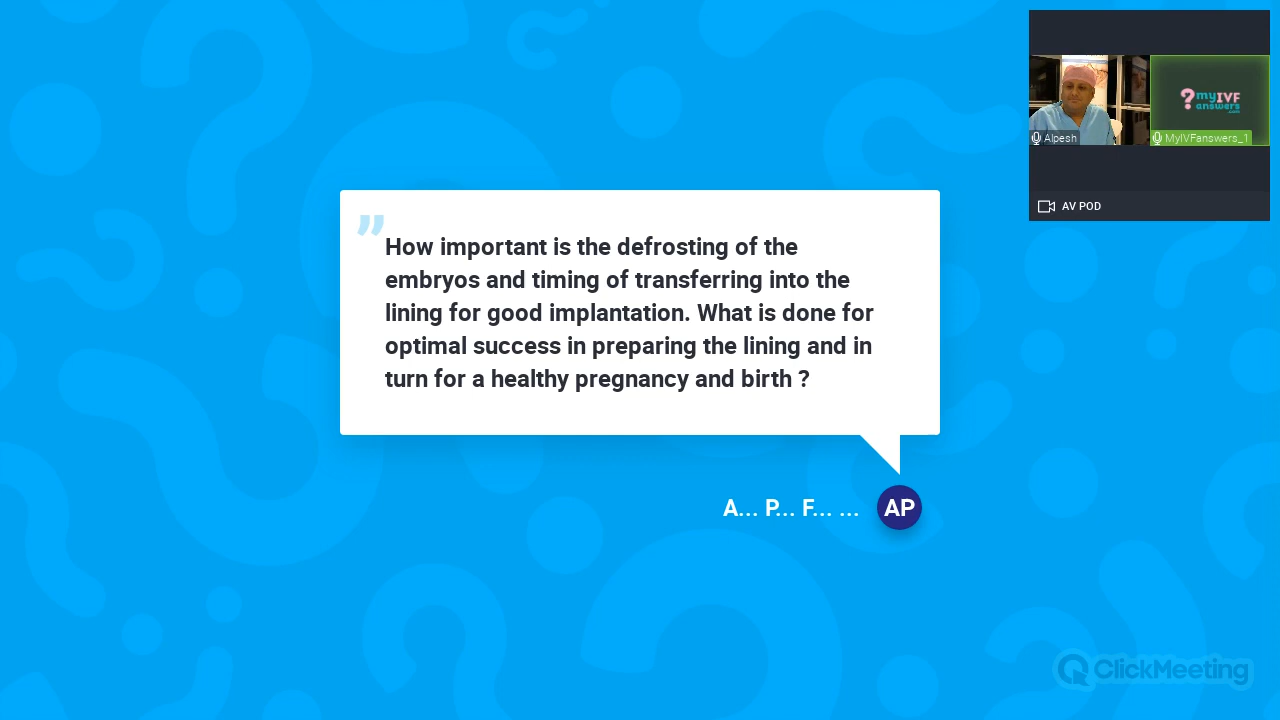 ?myIVF
answers
.com
Alpesh
MyIVFanswers_1
AV POD
"
How important is the defrosting of the
embryos and timing of transferring into the
lining for good implantation. What is done for
optimal success in preparing the lining and in
turn for a healthy pregnancy and birth ?
A... P... F... ...
AP
ClickMeeting